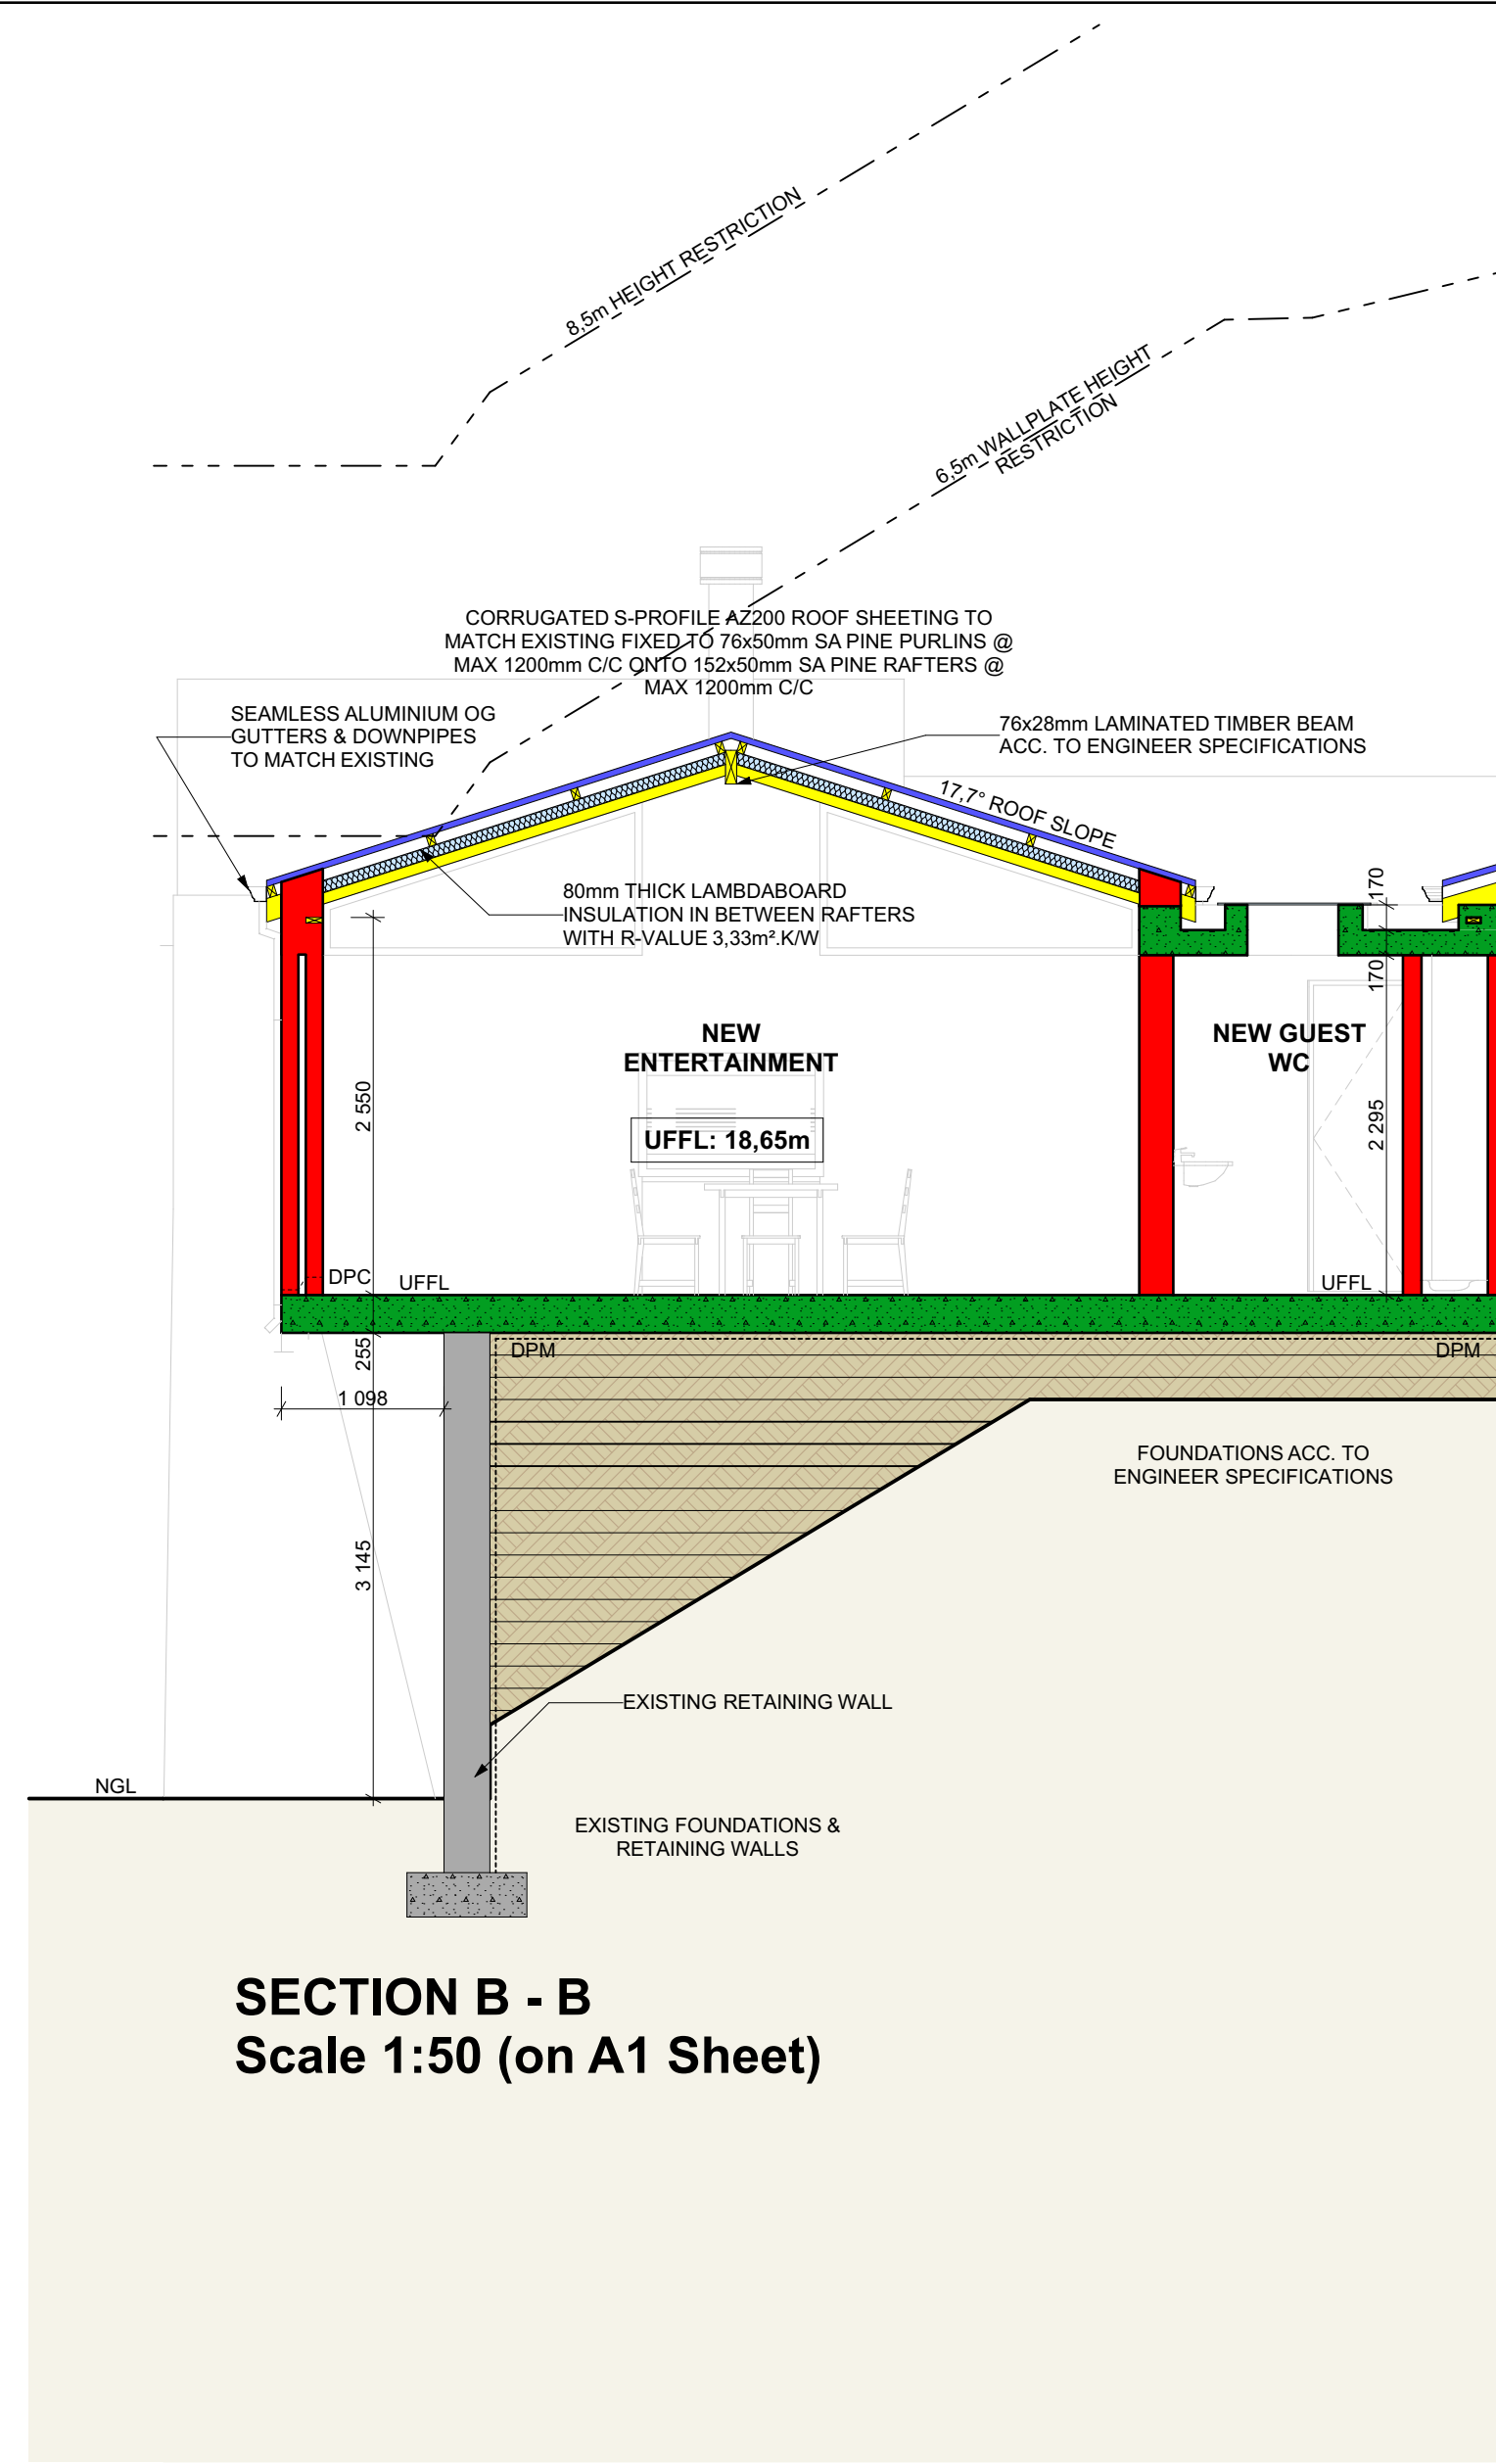 8,5m HEIGHT RESTRICTION
6,5m WALLPLATE HEIGHT
RESTRICTION
CORRUGATED S-PROFILE AZ200 ROOF SHEETING TO
MATCH EXISTING FIXED TO 76x50mm SA PINE PURLINS @
MAX 1200mm C/C ONTO 152x50mm SA PINE RAFTERS @
MAX 1200mm C/C
SEAMLESS ALUMINIUM OG
GUTTERS & DOWNPIPES
TO MATCH EXISTING
76x28mm LAMINATED TIMBER BEAM
ACC. TO ENGINEER SPECIFICATIONS
17,7° ROOF SLOPE
80mm THICK LAMBDABOARD
INSULATION IN BETWEEN RAFTERS
WITH R-VALUE 3,33m².K/W
170
170
NEW
ENTERTAINMENT
NEW GUEST
WC
2 550
2 295
UFFL: 18,65m
DPC
UFFL
UFFL
255
DPM
DPM
1 098
FOUNDATIONS ACC. TO
ENGINEER SPECIFICATIONS
3 145
EXISTING RETAINING WALL
NGL
EXISTING FOUNDATIONS &
RETAINING WALLS
SECTION B - B
Scale 1:50 (on A1 Sheet)